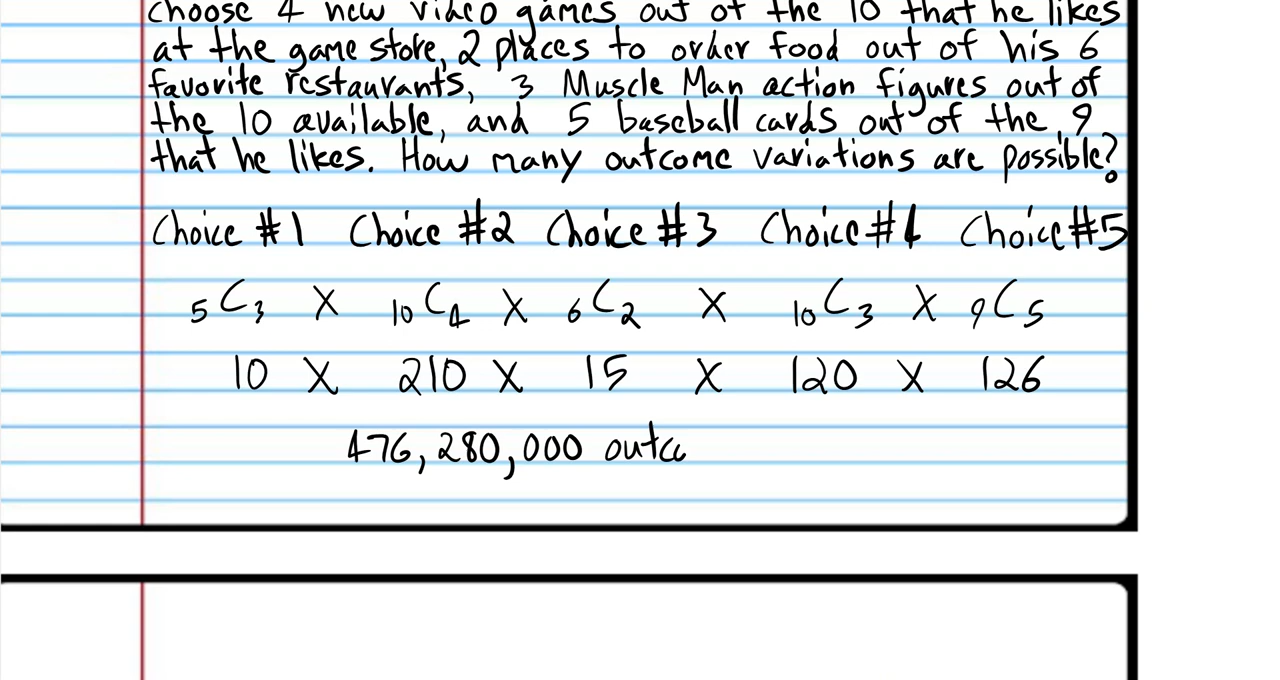 choose 4 new video games out of the 10 that he likes
at the game store, 2 places to order food out of his 6
favorite restaurants, 3 Muscle Man action figures out of
the 10 available, and 5 baseball cards out of the 9
that he likes. How many outcome variations are possible?
Choice #1 Choice #2 Choice #3 Choice #4 Choice #5
5C3 X 10C4 X 6C2 X 10C3 X 9C5
10 X 210 X 15 X 120 X 126
476,280,000 outco